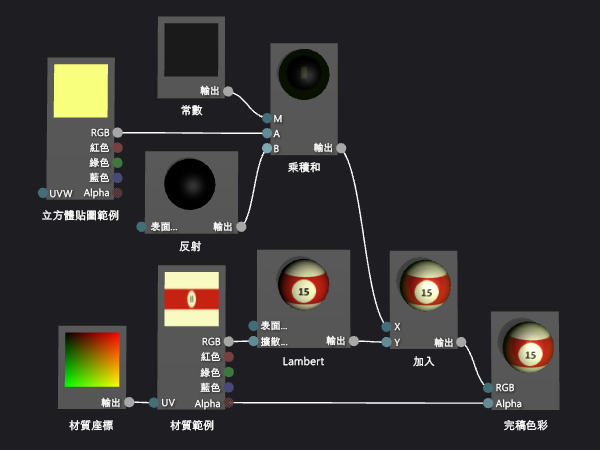 輸出
常數
M
A
B
輸出
乘積和
RGB
紅色
綠色
藍色
UVW
Alpha
立方體貼圖範例
表面...
輸出
反射
輸出
材質座標
RGB
紅色
綠色
藍色
UV
Alpha
材質範例
15
表面...
擴散...
輸出
Lambert
15
X
Y
輸出
加入
15
RGB
Alpha
完稿色彩